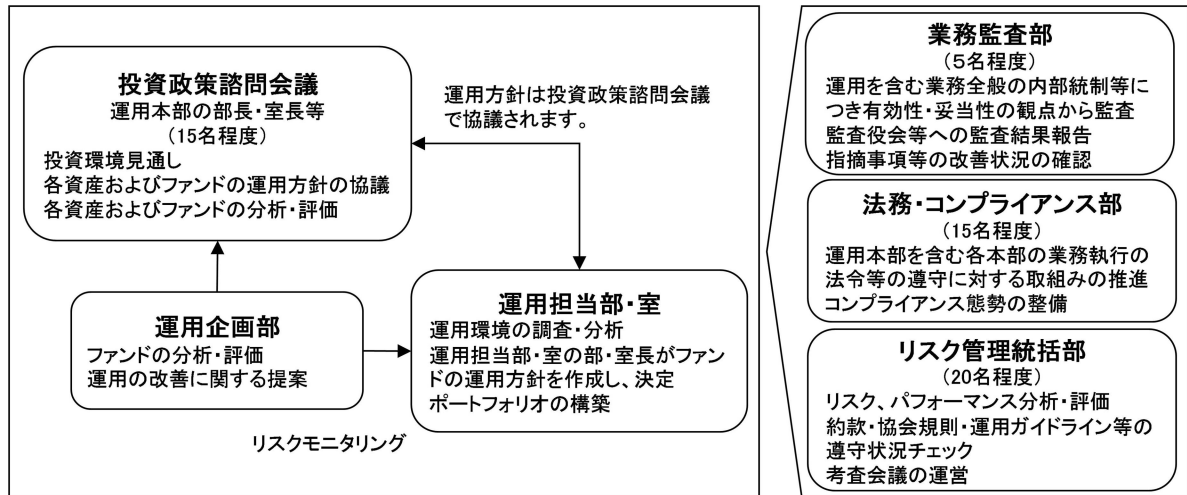 投資政策諮問会議
運用本部の部長・室長等
(15名程度)
投資環境見通し
各資産およびファンドの運用方針の協議
各資産およびファンドの分析・評価
運用方針は投資政策諮問会議
で協議されます。
運用企画部
ファンドの分析・評価
運用の改善に関する提案
運用担当部・室
運用環境の調査・分析
運用担当部・室の部・室長がファン
ドの運用方針を作成し、決定
ポートフォリオの構築
リスクモニタリング
業務監査部
(5名程度)
運用を含む業務全般の内部統制等に
つき有効性・妥当性の観点から監査
監査役会等への監査結果報告
指摘事項等の改善状況の確認
法務・コンプライアンス部
(15名程度)
運用本部を含む各本部の業務執行の
法令等の遵守に対する取組みの推進
コンプライアンス態勢の整備
リスク管理統括部
(20名程度)
リスク、パフォーマンス分析・評価
約款・協会規則・運用ガイドライン等の
遵守状況チェック
考査会議の運営